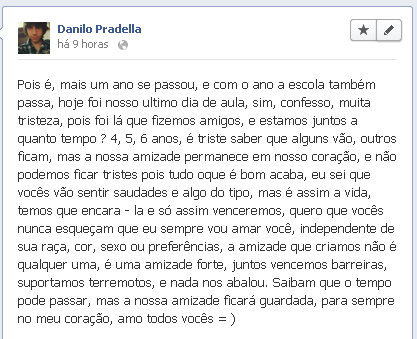 Danilo Pradella
há 9 horas
Pois é, mais um ano se passou, e com o ano a escola também
passa, hoje foi nosso ultimo dia de aula, sim, confesso, muita
tristeza, pois foi lá que fizemos amigos, e estamos juntos a
quanto tempo ? 4, 5, 6 anos, é triste saber que alguns vão, outros
ficam, mas a nossa amizade permanece em nosso coração, e não
podemos ficar tristes pois tudo oque é bom acaba, eu sei que
vocês vão sentir saudades e algo do tipo, mas é assim a vida,
temos que encara - la e só assim venceremos, quero que vocês
nunca esqueçam que eu sempre vou amar você, independente de
sua raça, cor, sexo ou preferências, a amizade que criamos não é
qualquer uma, é uma amizade forte, juntos vencemos barreiras,
suportamos terremotos, e nada nos abalou. Saibam que o tempo
pode passar, mas a nossa amizade ficará guardada, para sempre
no meu coração, amo todos vocês = )